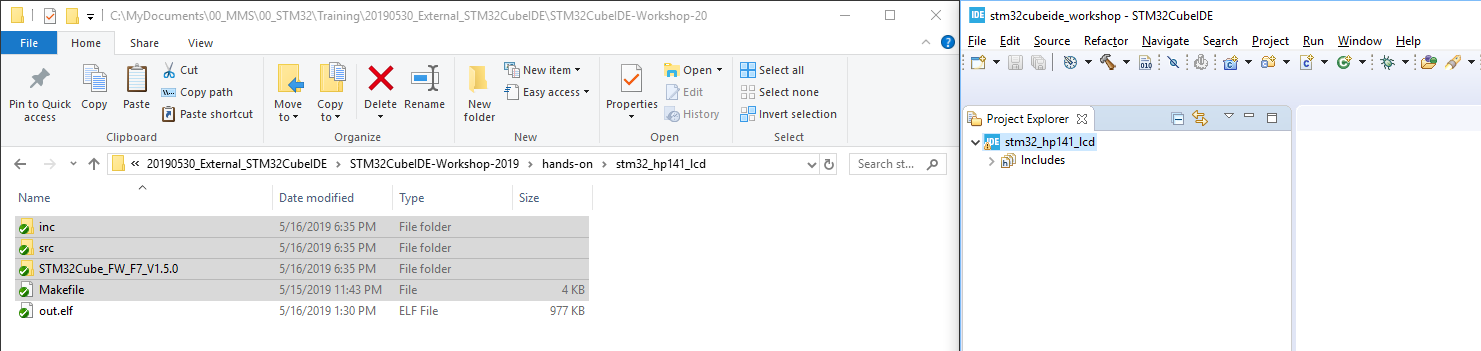 C:\MyDocuments\00_MMS\00_STM32\Training\20190530_External_STM32CubeIDE\STM32CubeIDE-Workshop-20
File Home Share View
Pin to Quick access
Copy
Paste
Cut
Copy path
Paste shortcut
Clipboard
Move to
Copy to
Delete
Rename
Organize
New folder
New item
Easy access
New
Properties
Open
Edit
History
Open
Select all
Select none
Invert selection
Select
« 20190530_External_STM32CubeIDE > STM32CubeIDE-Workshop-2019 > hands-on > stm32_hp141_lcd
Search st...
Name Date modified Type Size
inc 5/16/2019 6:35 PM File folder
src 5/16/2019 6:35 PM File folder
STM32Cube_FW_F7_V1.5.0 5/16/2019 6:35 PM File folder
Makefile 5/15/2019 11:43 PM File 4 KB
out.elf 5/16/2019 1:30 PM ELF File 977 KB
IDE stm32cubeide_workshop - STM32CubeIDE
File Edit Source Refactor Navigate Search Project Run Window Help
Project Explorer
IDE stm32_hp141_lcd
Includes